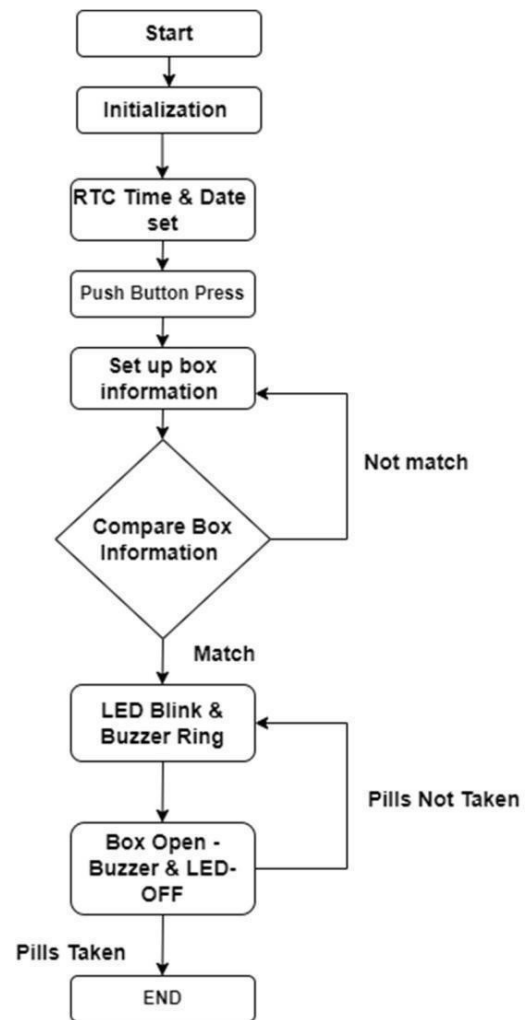 Start
Initialization
RTC Time & Date
set
Push Button Press
Set up box
information
Not match
Compare Box
Information
Match
LED Blink &
Buzzer Ring
Pills Not Taken
Box Open -
Buzzer & LED-
OFF
Pills Taken
END